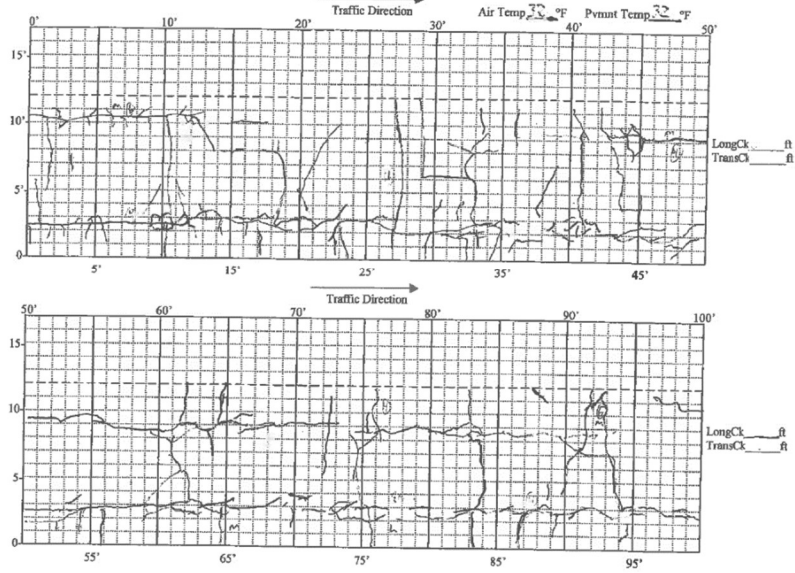 Traffic Direction Air Temp 32 °F Pvmnt Temp 32 °F
0' 10' 20' 30' 40' 50'
15'
10'
LongCk ft
TransCk ft
5'
0
5' 15' 25' 35' 45'
Traffic Direction
50' 60' 70' 80' 90' 100'
15
10
LongCk ft
TransCk ft
5
0
55' 65' 75' 85' 95'